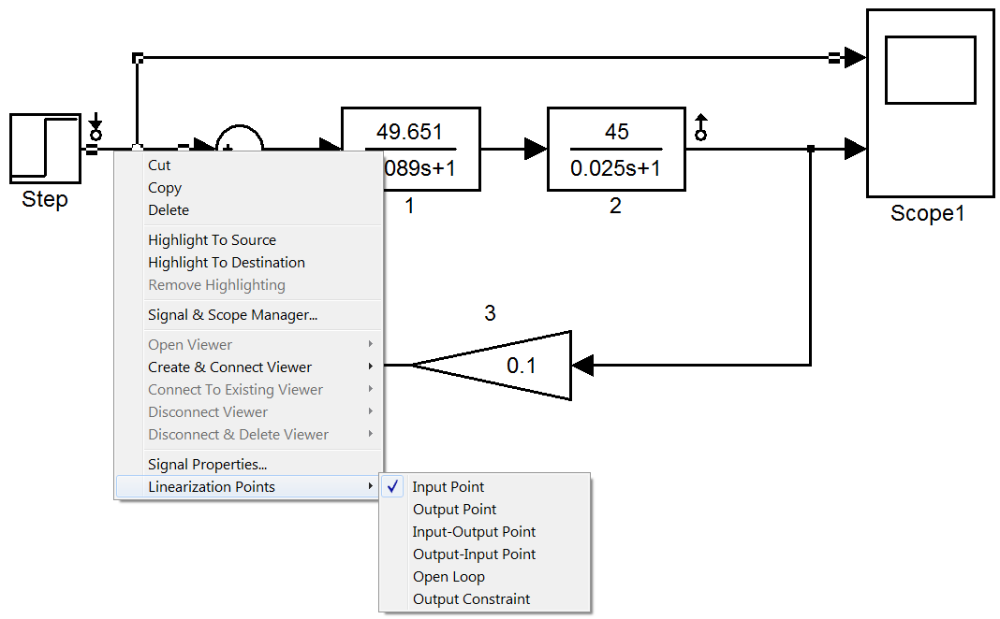 49.651
089s+1
1
45
0.025s+1
2
Step
Scope1
Cut
Copy
Delete
Highlight To Source
Highlight To Destination
Remove Highlighting
Signal & Scope Manager...
Open Viewer
Create & Connect Viewer
Connect To Existing Viewer
Disconnect Viewer
Disconnect & Delete Viewer
Signal Properties...
Linearization Points
3
0.1
Input Point
Output Point
Input-Output Point
Output-Input Point
Open Loop
Output Constraint